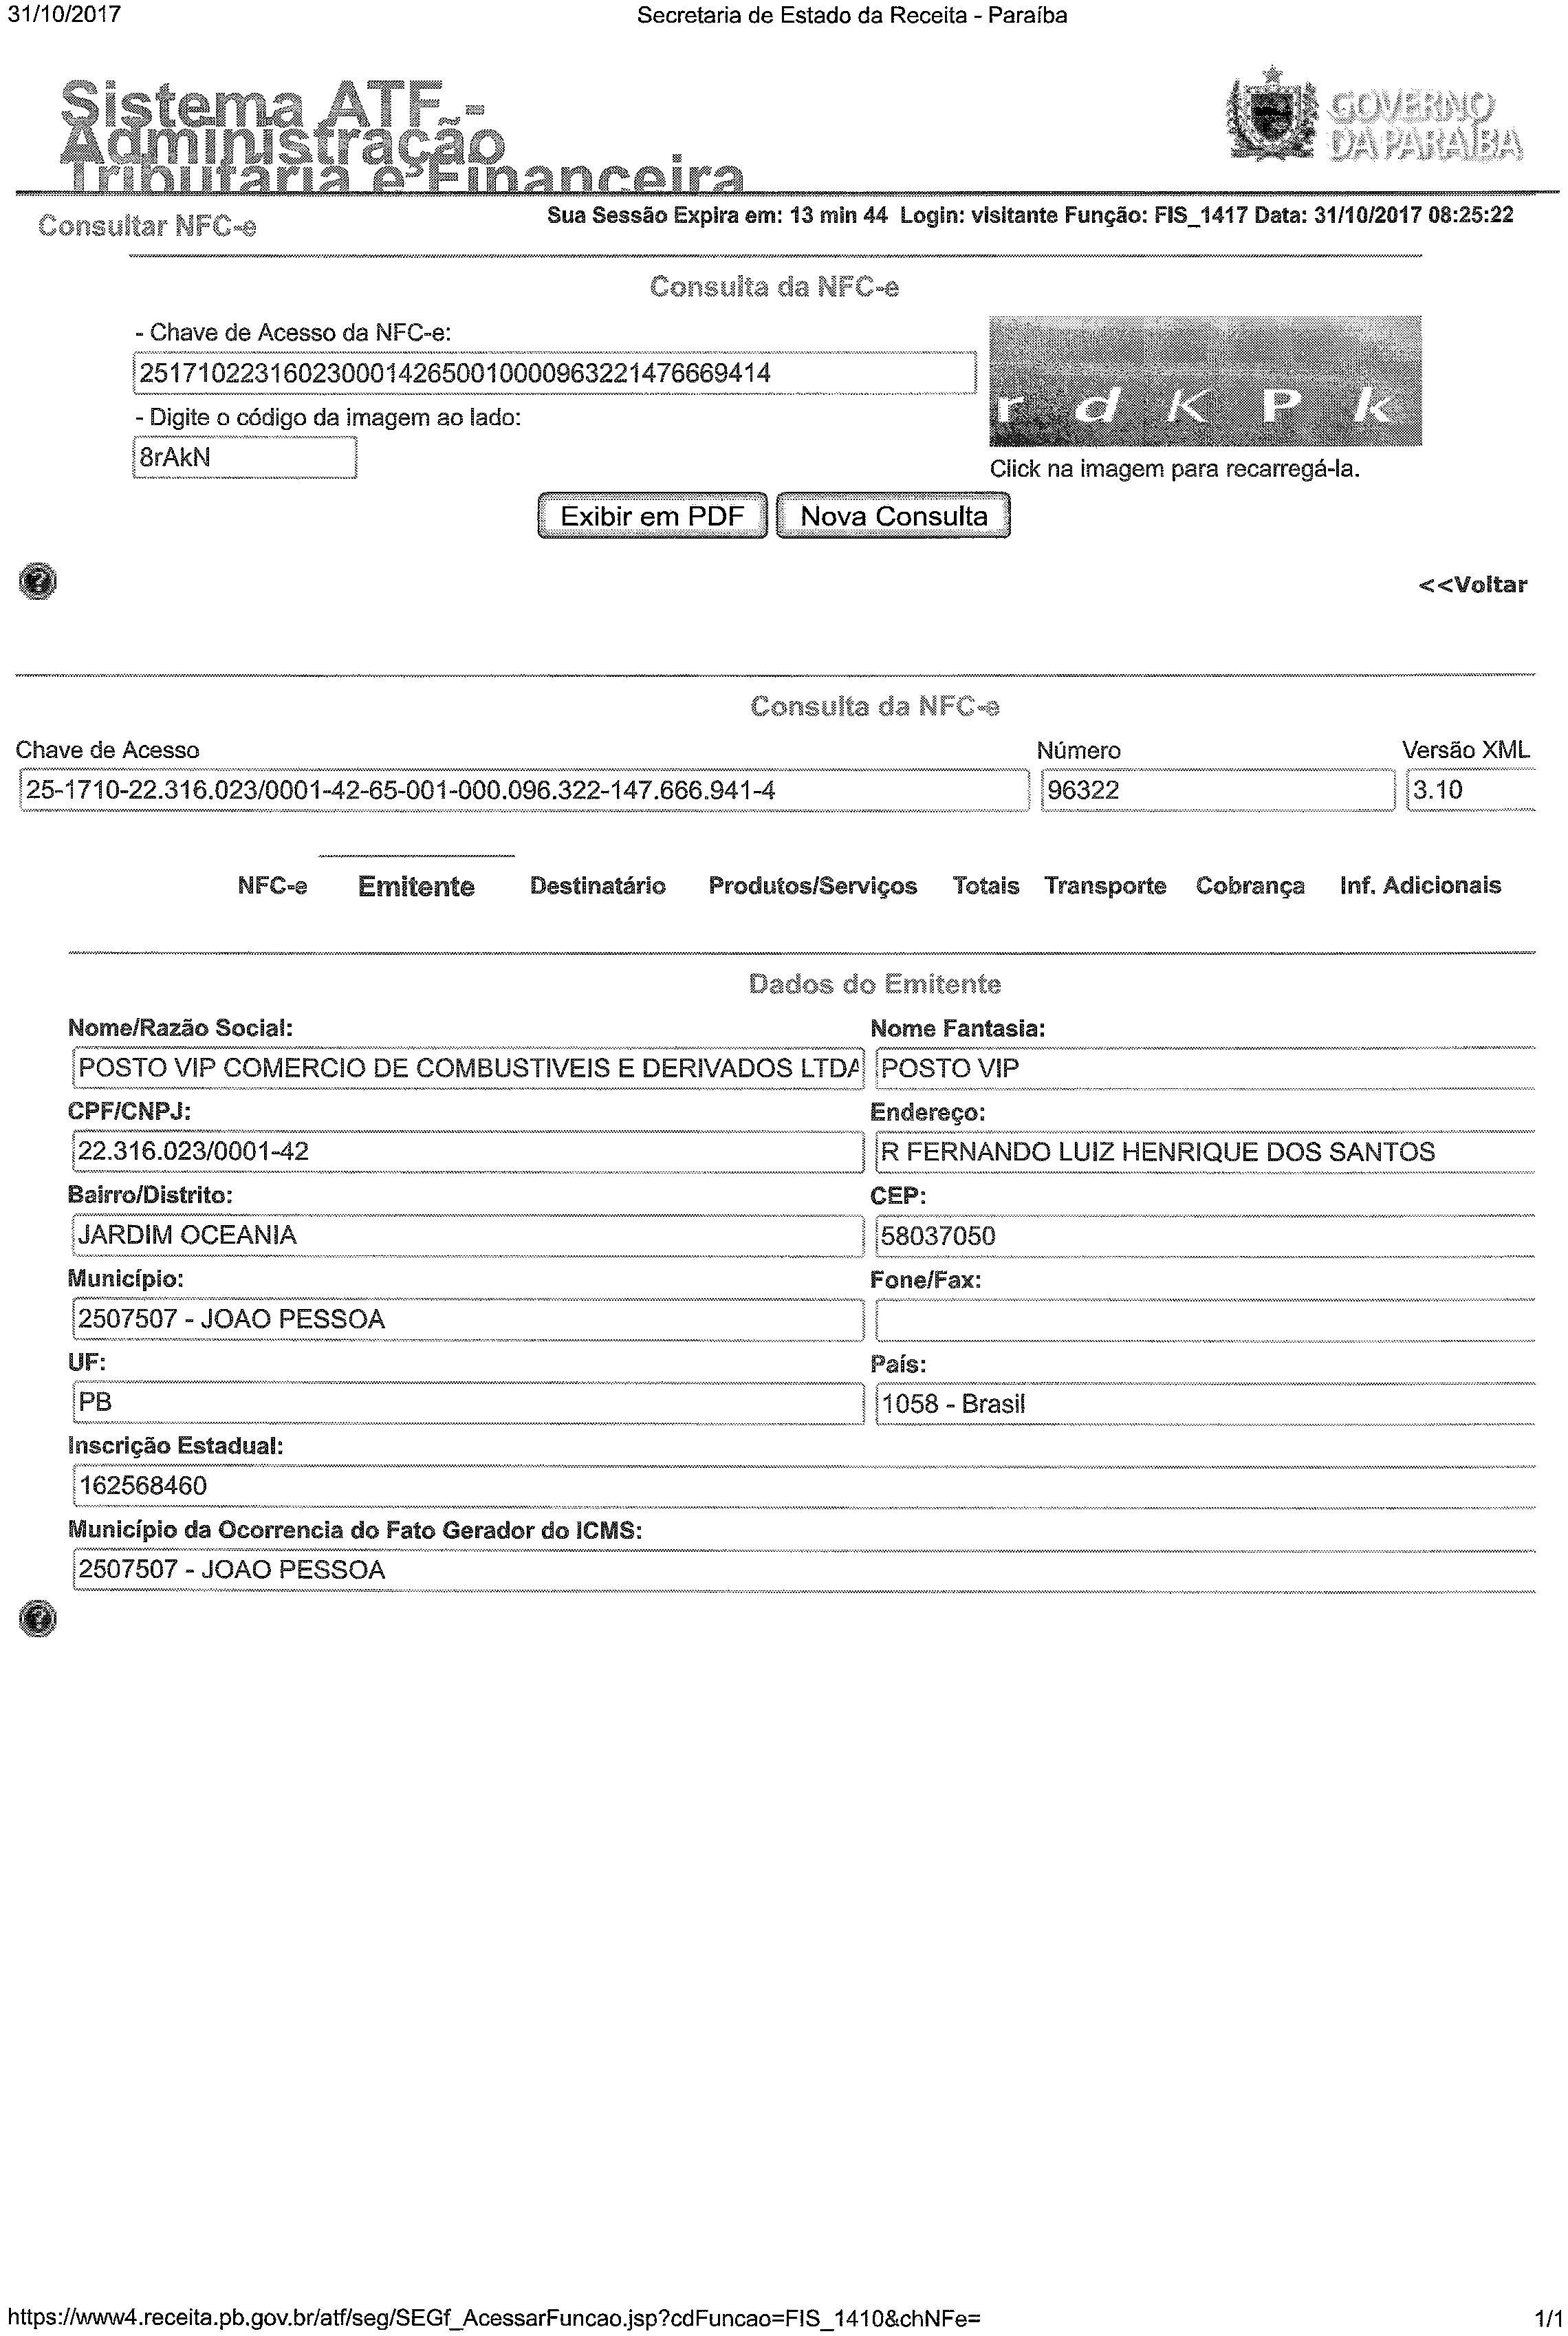 31/10/2017 Secretaria de Estado da Receita - Paraíba
Sistema ATF -
Administração
Tributária e Financeira
GOVERNO
DA PARAÍBA
Consultar NFC-e Sua Sessão Expira em: 13 min 44 Login: visitante Função: FIS_1417 Data: 31/10/2017 08:25:22
Consulta da NFC-e
- Chave de Acesso da NFC-e:
25171022316023000142650010000963221476669414
- Digite o código da imagem ao lado:
r d K P k
8rAkN
Click na imagem para recarregá-la.
Exibir em PDF Nova Consulta
<<Voltar
Consulta da NFC-e
Chave de Acesso Número Versão XML
25-1710-22.316.023/0001-42-65-001-000.096.322-147.666.941-4 96322 3.10
NFC-e Emitente Destinatário Produtos/Serviços Totais Transporte Cobrança Inf. Adicionais
Dados do Emitente
Nome/Razão Social: Nome Fantasia:
POSTO VIP COMERCIO DE COMBUSTIVEIS E DERIVADOS LTDA POSTO VIP
CPF/CNPJ: Endereço:
22.316.023/0001-42 R FERNANDO LUIZ HENRIQUE DOS SANTOS
Bairro/Distrito: CEP:
JARDIM OCEANIA 58037050
Município: Fone/Fax:
2507507 - JOAO PESSOA
UF: País:
PB 1058 - Brasil
Inscrição Estadual:
162568460
Município da Ocorrencia do Fato Gerador do ICMS:
2507507 - JOAO PESSOA
https://www4.receita.pb.gov.br/atf/seg/SEGf_AcessarFuncao.jsp?cdFuncao=FIS_1410&chNFe= 1/1